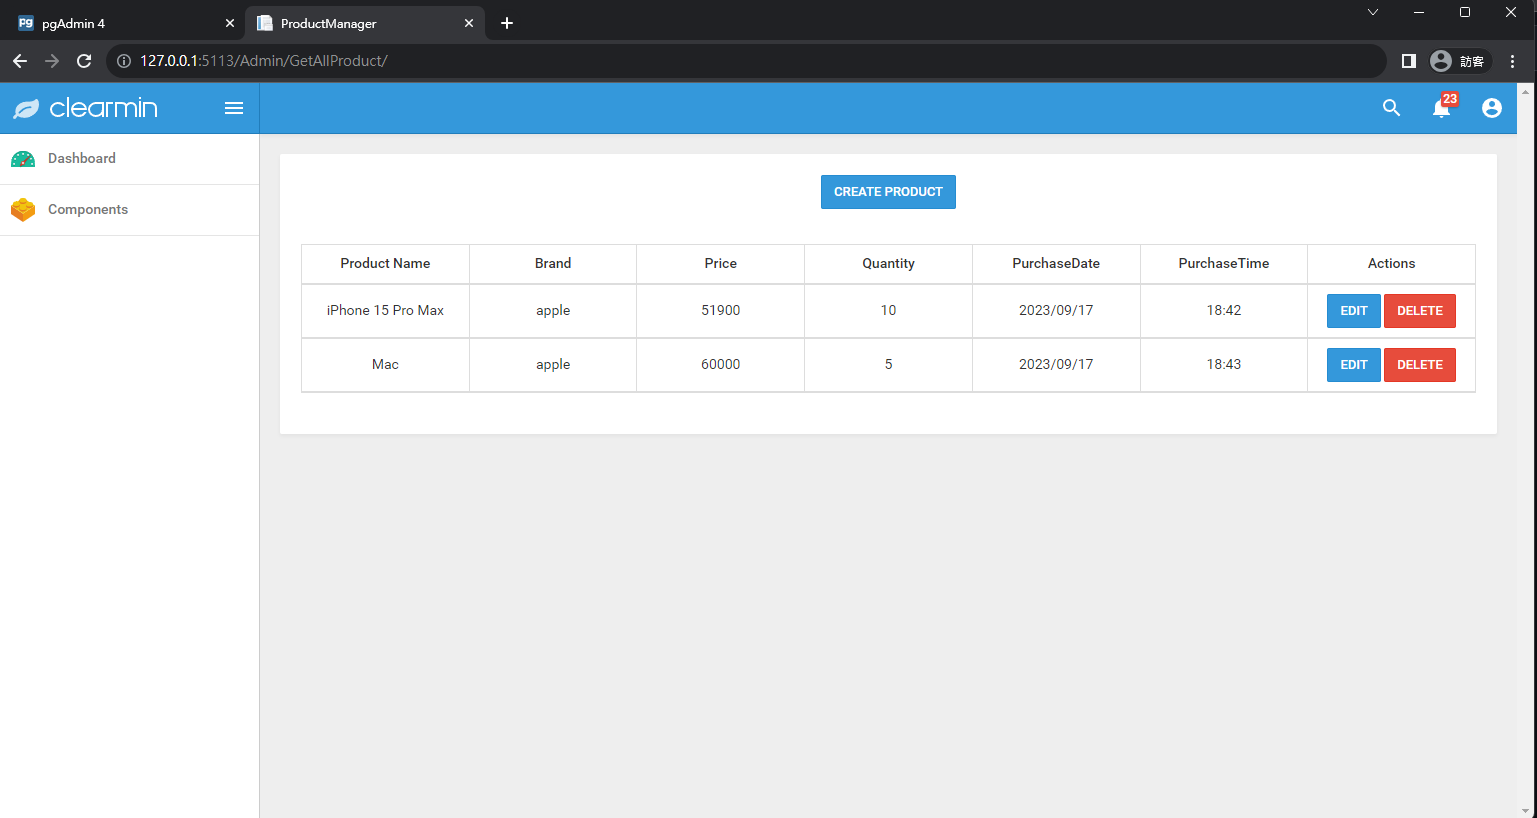 pgAdmin 4
ProductManager
127.0.0.1:5113/Admin/GetAllProduct/
訪客
clearmin
23
Dashboard
Components
CREATE PRODUCT
Product Name Brand Price Quantity PurchaseDate PurchaseTime Actions
iPhone 15 Pro Max apple 51900 10 2023/09/17 18:42 EDIT DELETE
Mac apple 60000 5 2023/09/17 18:43 EDIT DELETE